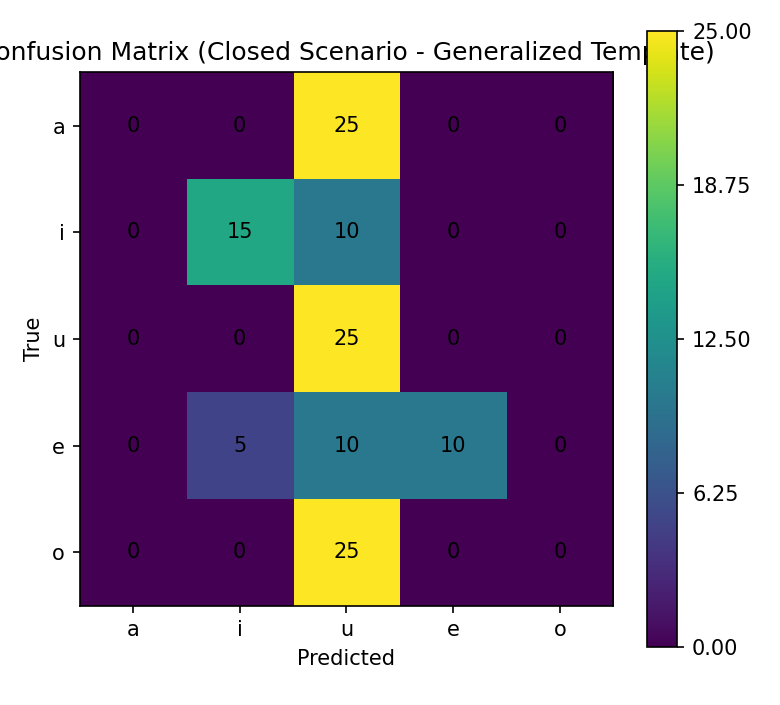 onfusion Matrix (Closed Scenario - Generalized Temp te)
25.00
a 0 0 25 0 0
18.75
i 0 15 10 0 0
True
u 0 0 25 0 0
12.50
e 0 5 10 10 0
6.25
o 0 0 25 0 0
0.00
a i u e o
Predicted